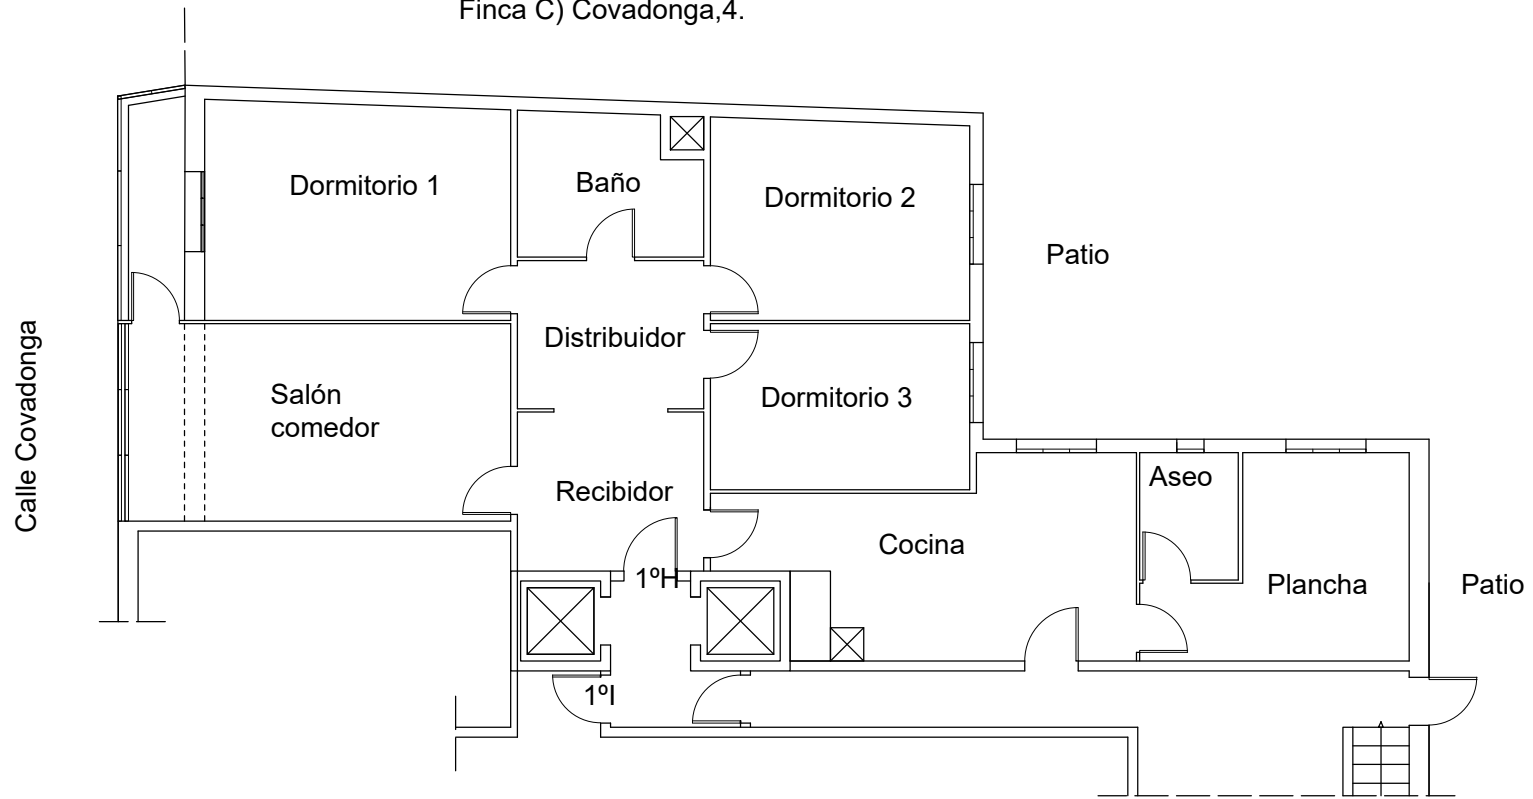 Finca C) Covadonga,4.
Dormitorio 1
Baño
Dormitorio 2
Patio
Distribuidor
Calle Covadonga
Salón
comedor
Dormitorio 3
Recibidor
Aseo
Cocina
1ºH
Plancha
Patio
1ºI